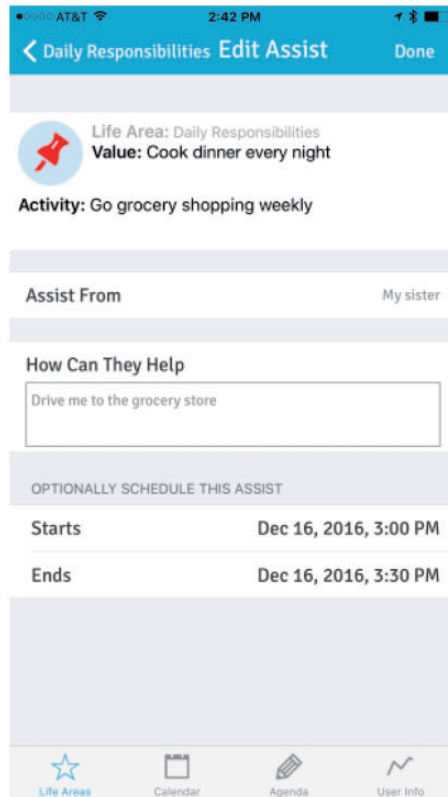 AT&T 2:42 PM
Daily Responsibilities Edit Assist Done
Life Area: Daily Responsibilities
Value: Cook dinner every night
Activity: Go grocery shopping weekly
Assist From My sister
How Can They Help
Drive me to the grocery store
OPTIONALLY SCHEDULE THIS ASSIST
Starts Dec 16, 2016, 3:00 PM
Ends Dec 16, 2016, 3:30 PM
Life Areas Calendar Agenda User Info